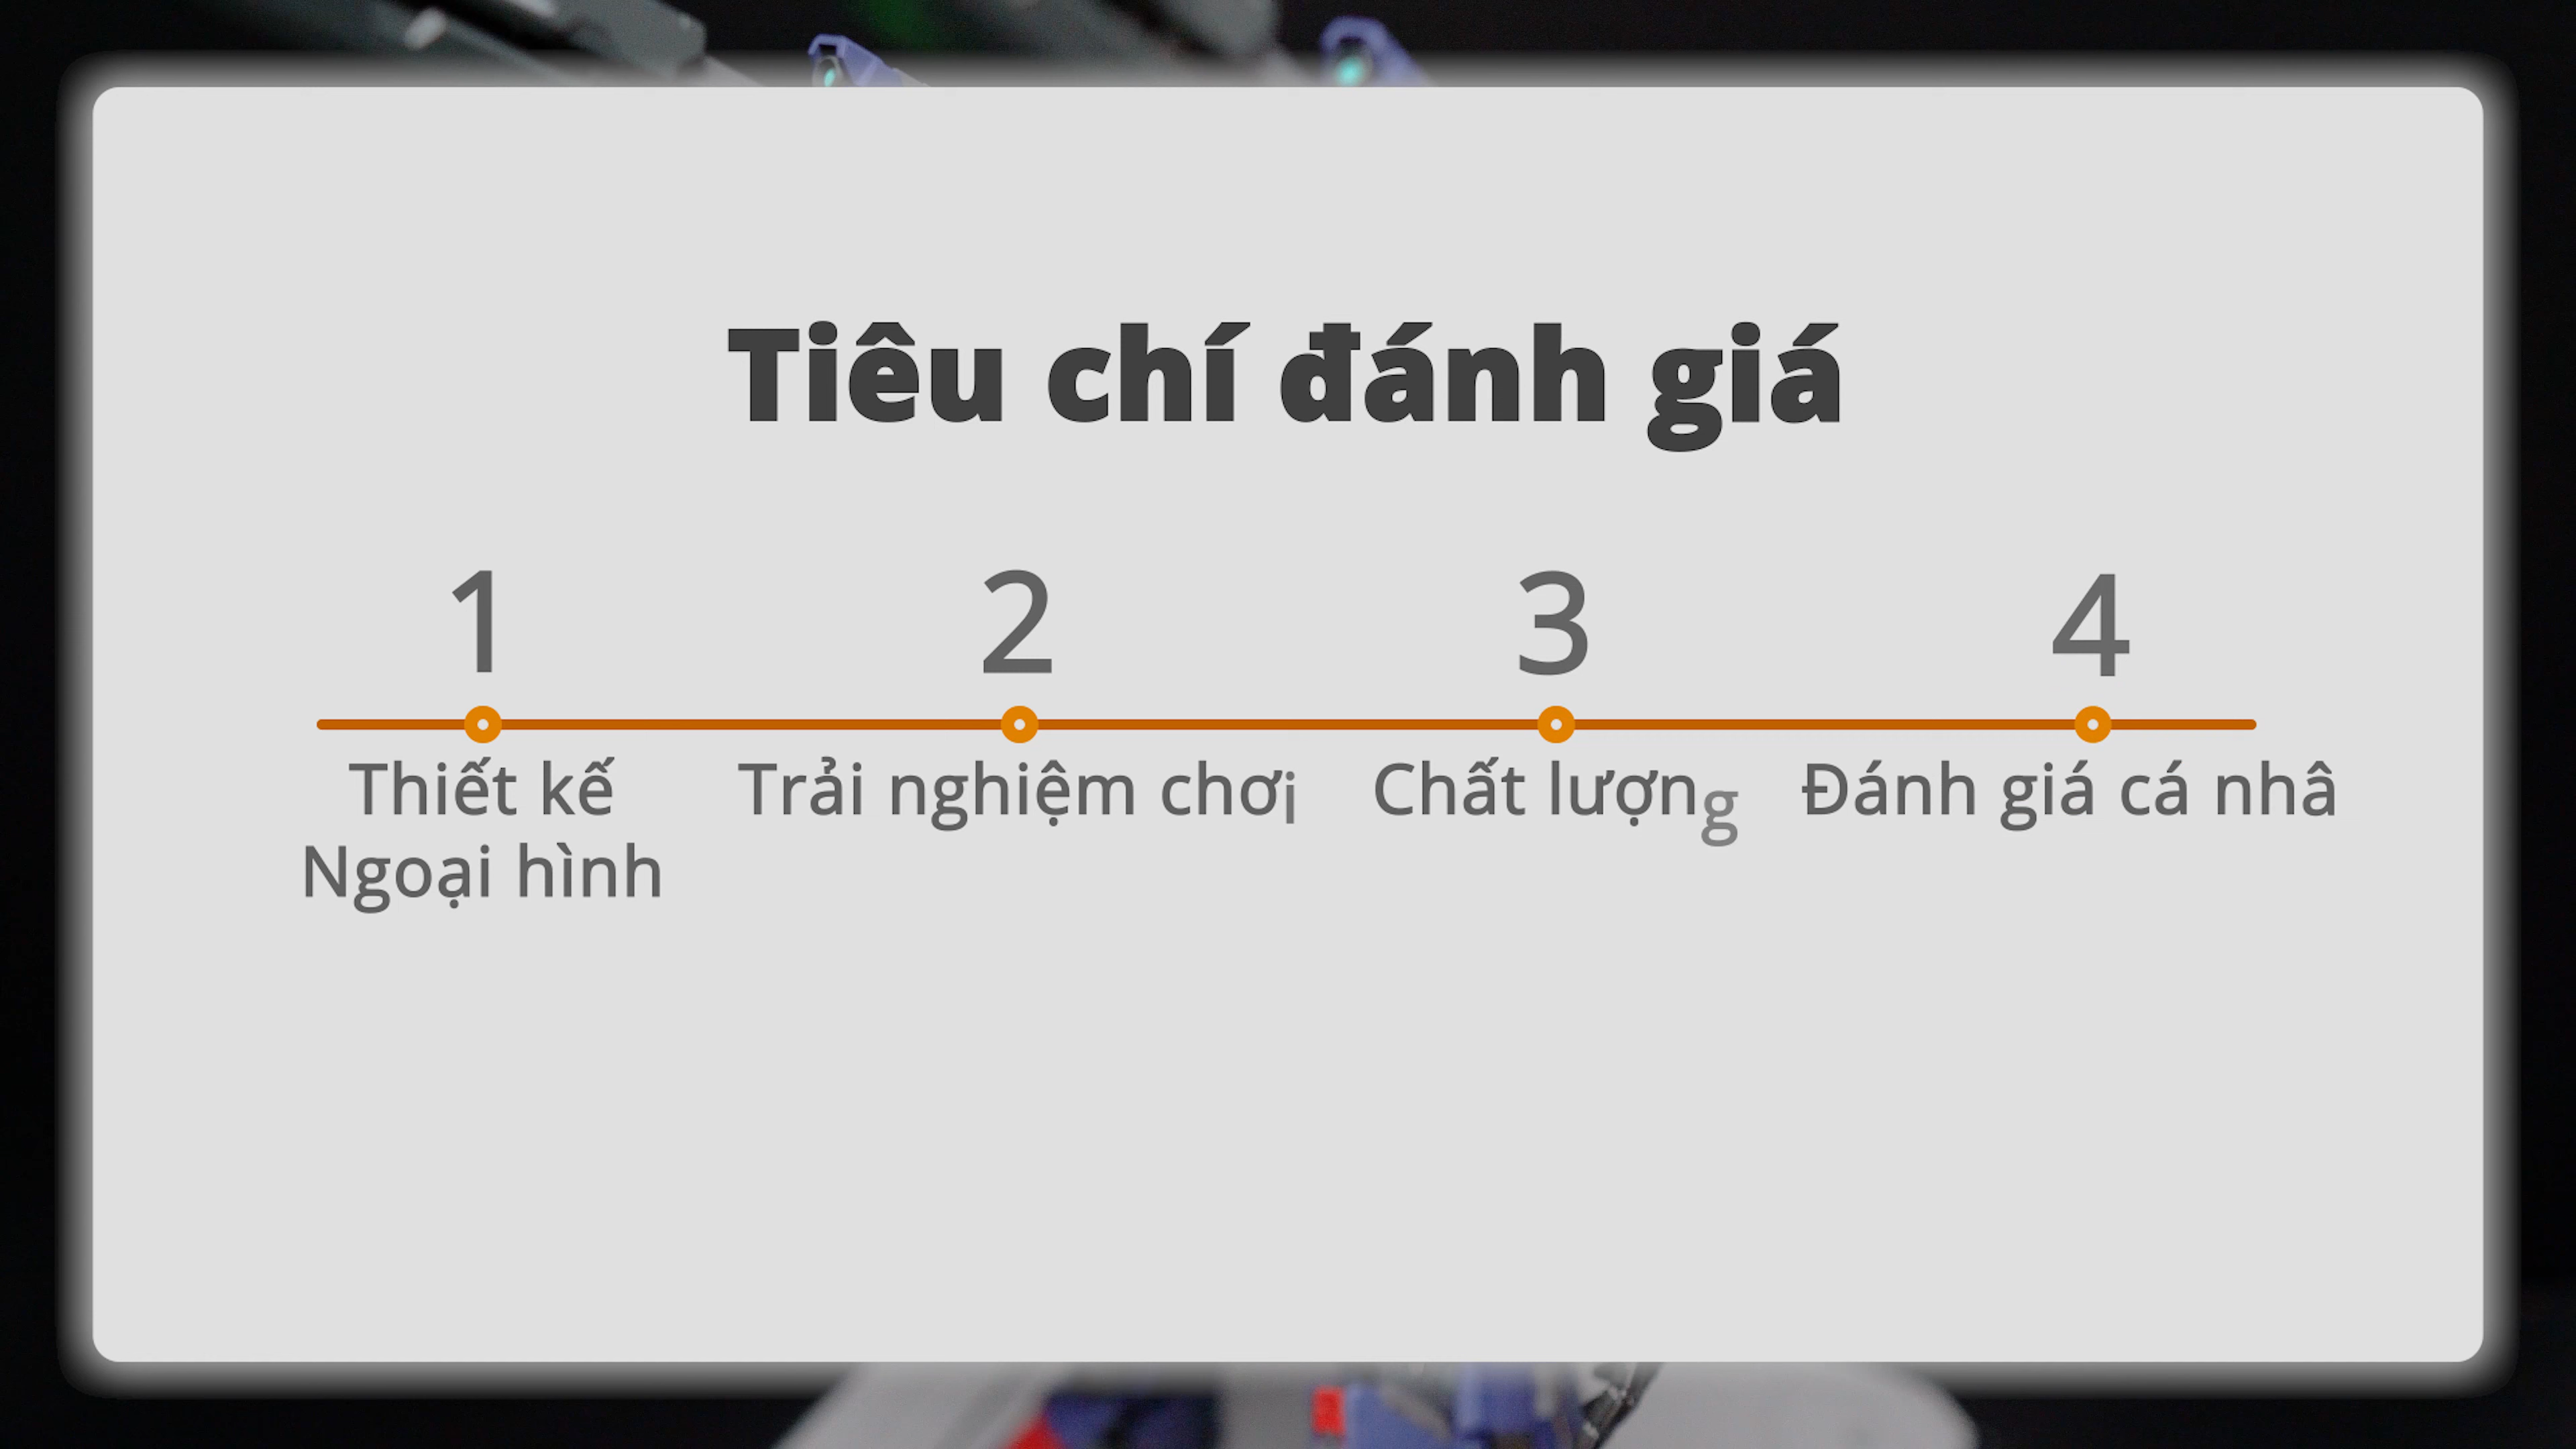 Tiêu chí đánh giá
1 2 3 4
Thiết kế
Ngoại hình
Trải nghiệm chơi
Chất lượng
Đánh giá cá nhâ